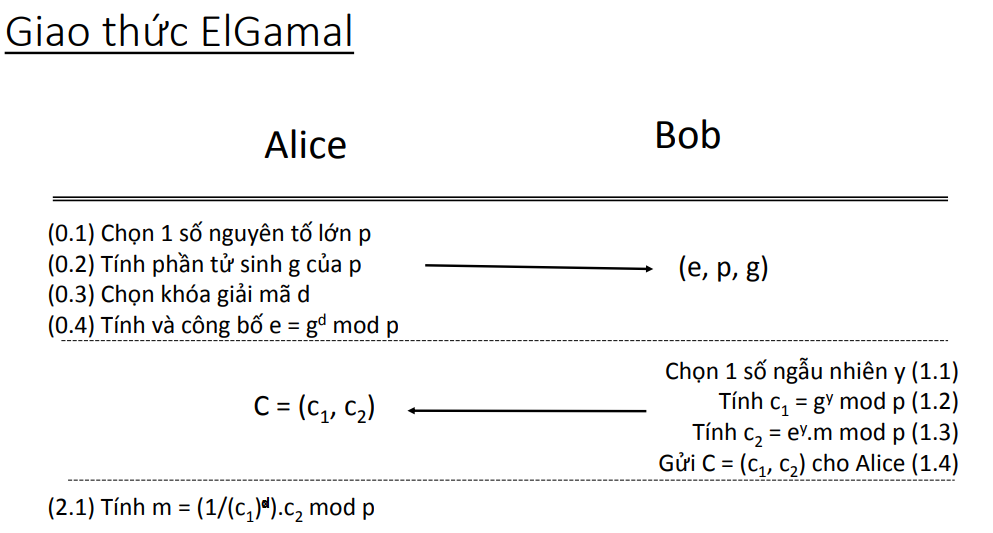 Giao thức ElGamal
Alice
Bob
(0.1) Chọn 1 số nguyên tố lớn p
(0.2) Tính phần tử sinh g của p
(0.3) Chọn khóa giải mã d
(0.4) Tính và công bố e = gᵈ mod p
(e, p, g)
Chọn 1 số ngẫu nhiên y (1.1)
Tính c₁ = gʸ mod p (1.2)
Tính c₂ = eʸ.m mod p (1.3)
Gửi C = (c₁, c₂) cho Alice (1.4)
C = (c₁, c₂)
(2.1) Tính m = (1/(c₁)ᵈ).c₂ mod p